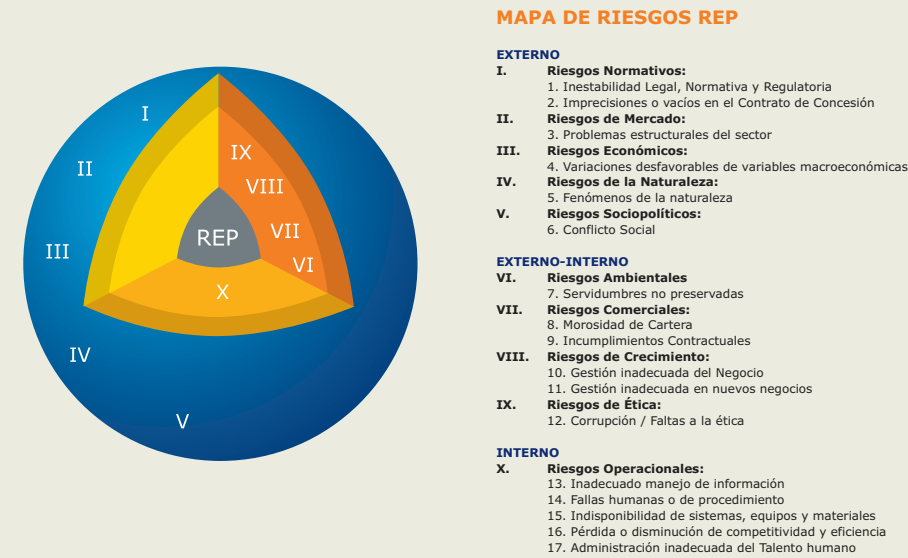 I
II
III
IV
V
IX
VIII
VII
VI
REP
X
MAPA DE RIESGOS REP
EXTERNO
I. Riesgos Normativos:
1. Inestabilidad Legal, Normativa y Regulatoria
2. Imprecisiones o vacíos en el Contrato de Concesión
II. Riesgos de Mercado:
3. Problemas estructurales del sector
III. Riesgos Económicos:
4. Variaciones desfavorables de variables macroeconómicas
IV. Riesgos de la Naturaleza:
5. Fenómenos de la naturaleza
V. Riesgos Sociopolíticos:
6. Conflicto Social
EXTERNO-INTERNO
VI. Riesgos Ambientales
7. Servidumbres no preservadas
VII. Riesgos Comerciales:
8. Morosidad de Cartera
9. Incumplimientos Contractuales
VIII. Riesgos de Crecimiento:
10. Gestión inadecuada del Negocio
11. Gestión inadecuada en nuevos negocios
IX. Riesgos de Ética:
12. Corrupción / Faltas a la ética
INTERNO
X. Riesgos Operacionales:
13. Inadecuado manejo de información
14. Fallas humanas o de procedimiento
15. Indisponibilidad de sistemas, equipos y materiales
16. Pérdida o disminución de competitividad y eficiencia
17. Administración inadecuada del Talento humano